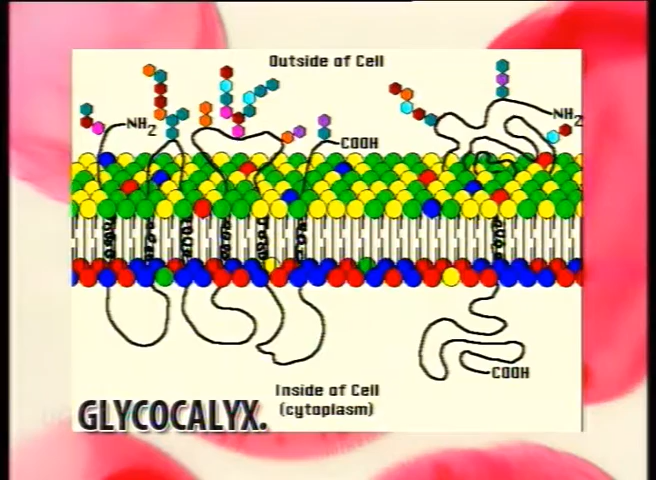 Outside of Cell
NH2
COOH
NH2
COOH
Inside of Cell
(cytoplasm)
GLYCOCALYX.